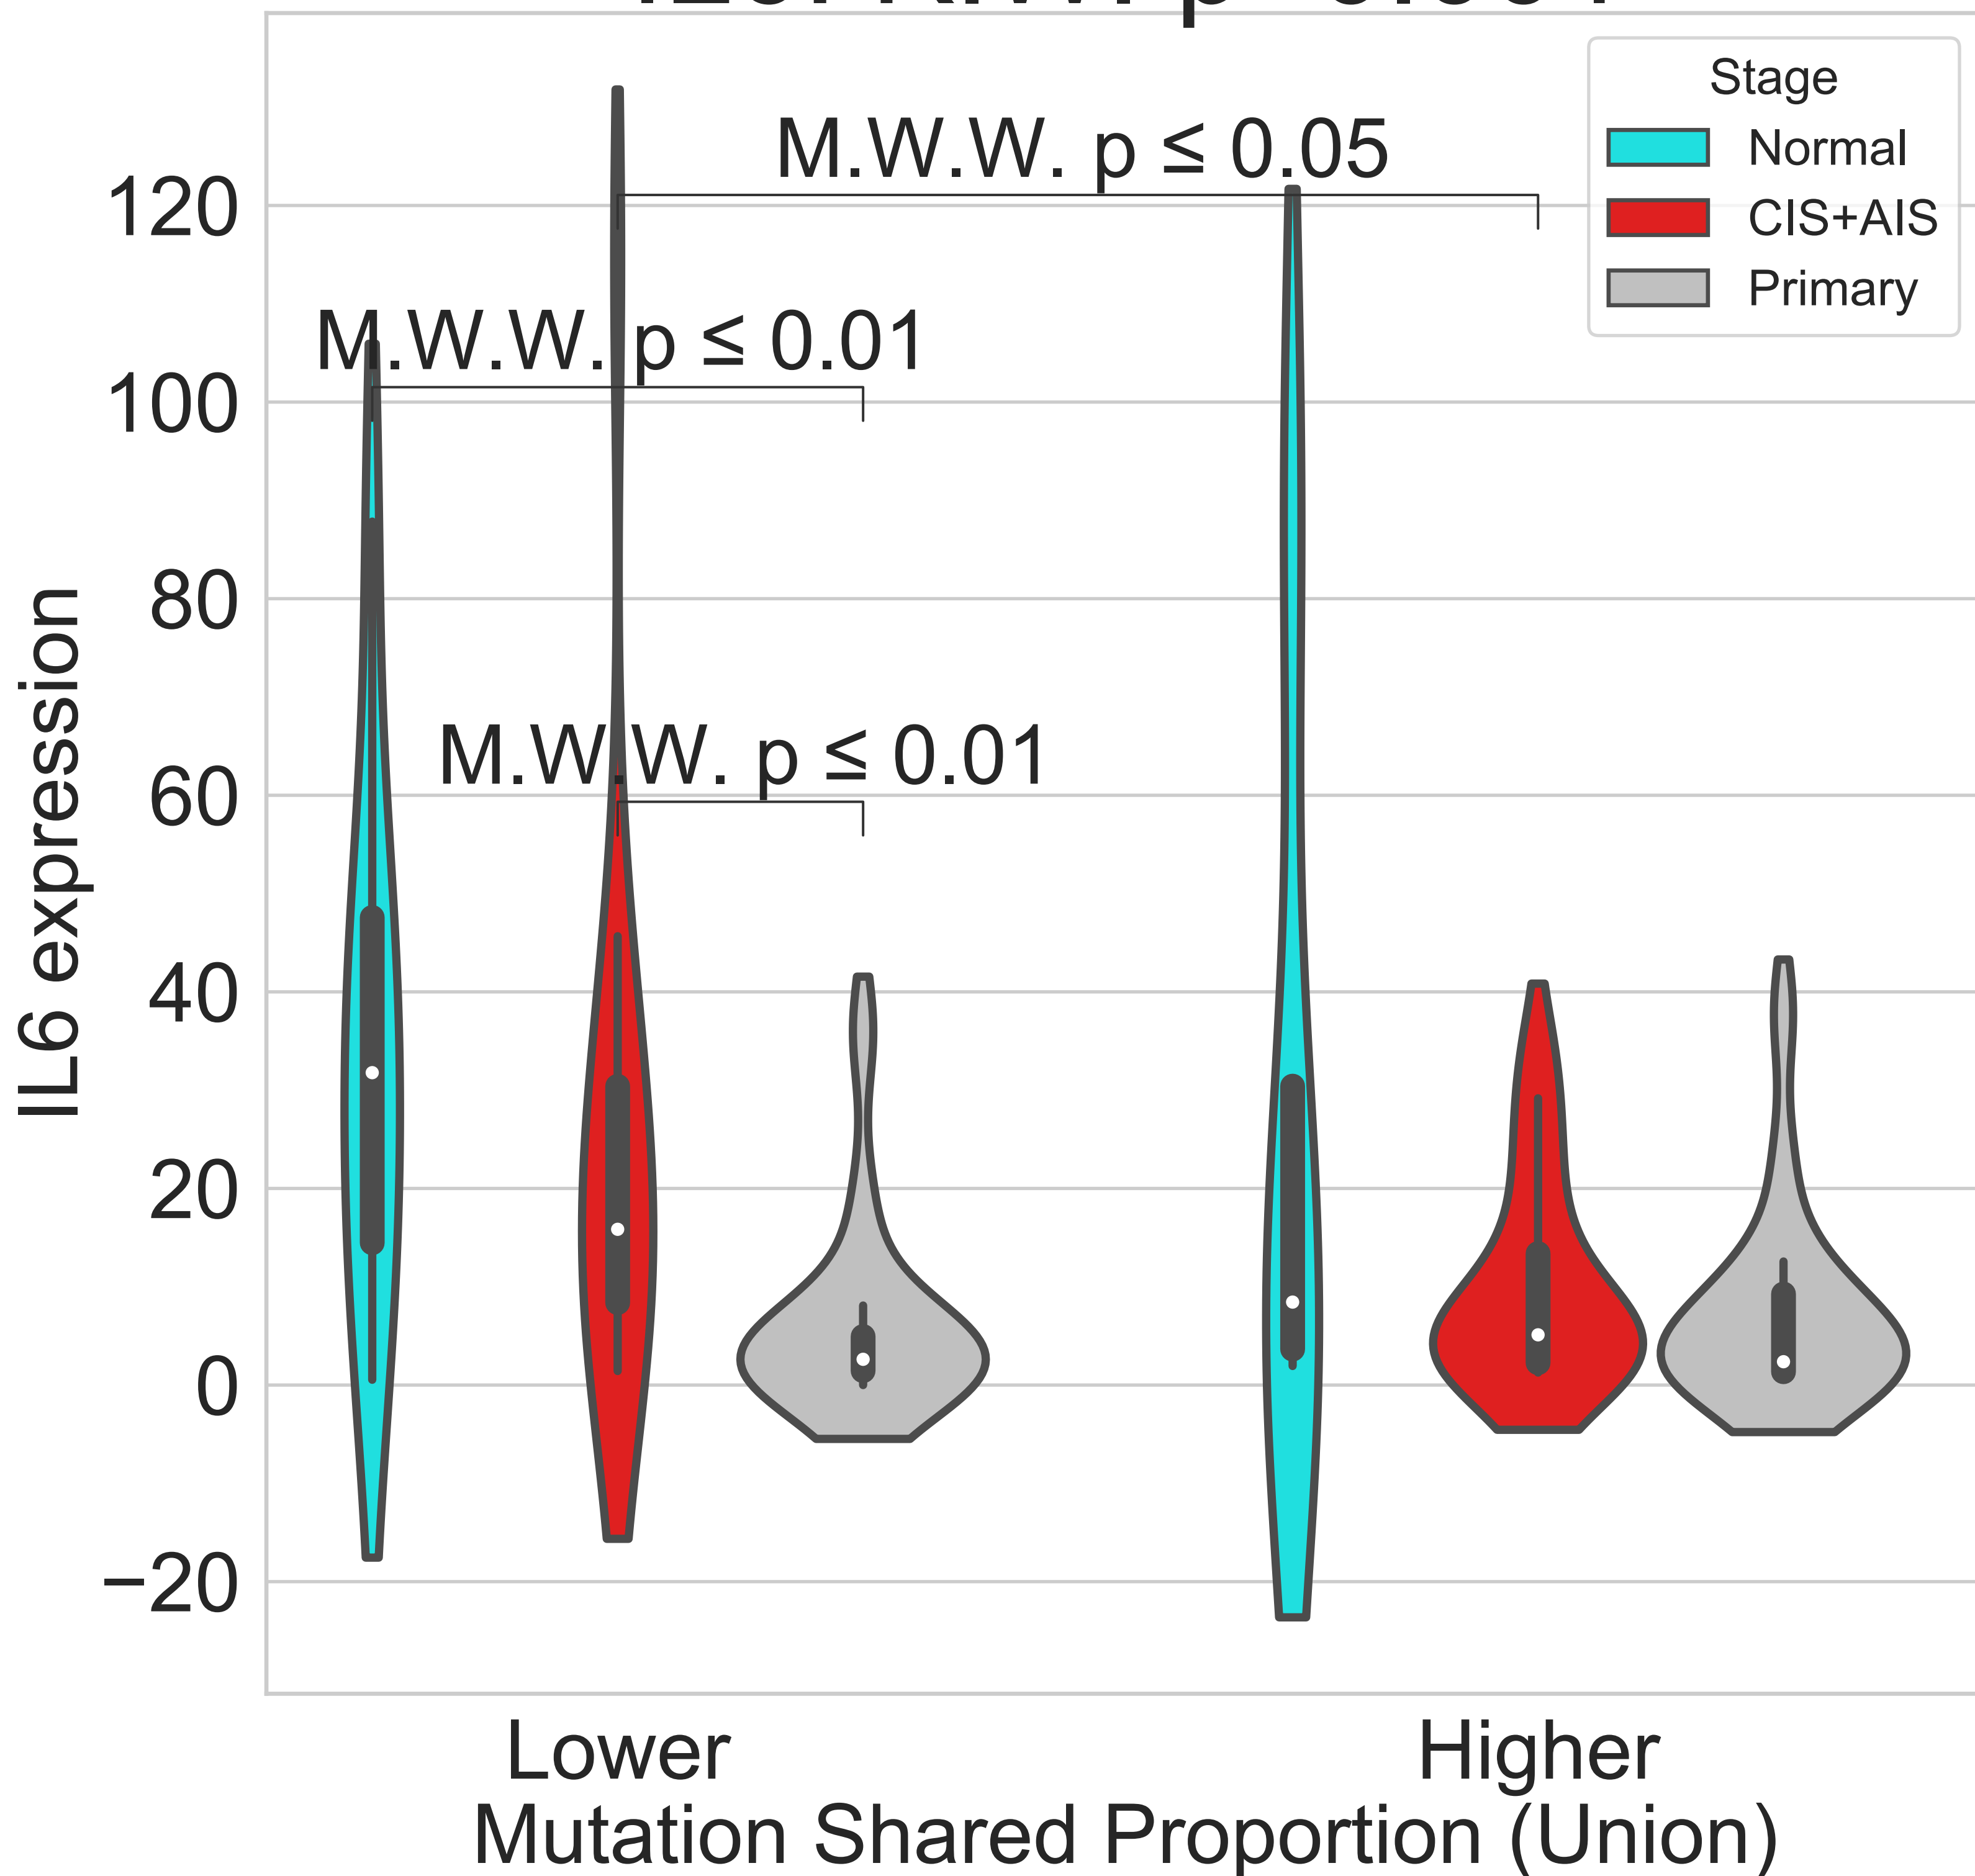 Stage
Normal
CIS+AIS
Primary
M.W.W. p ≤ 0.05
M.W.W. p ≤ 0.01
M.W.W. p ≤ 0.01
120
100
80
60
40
20
0
−20
IL6 expression
Lower
Higher
Mutation Shared Proportion (Union)